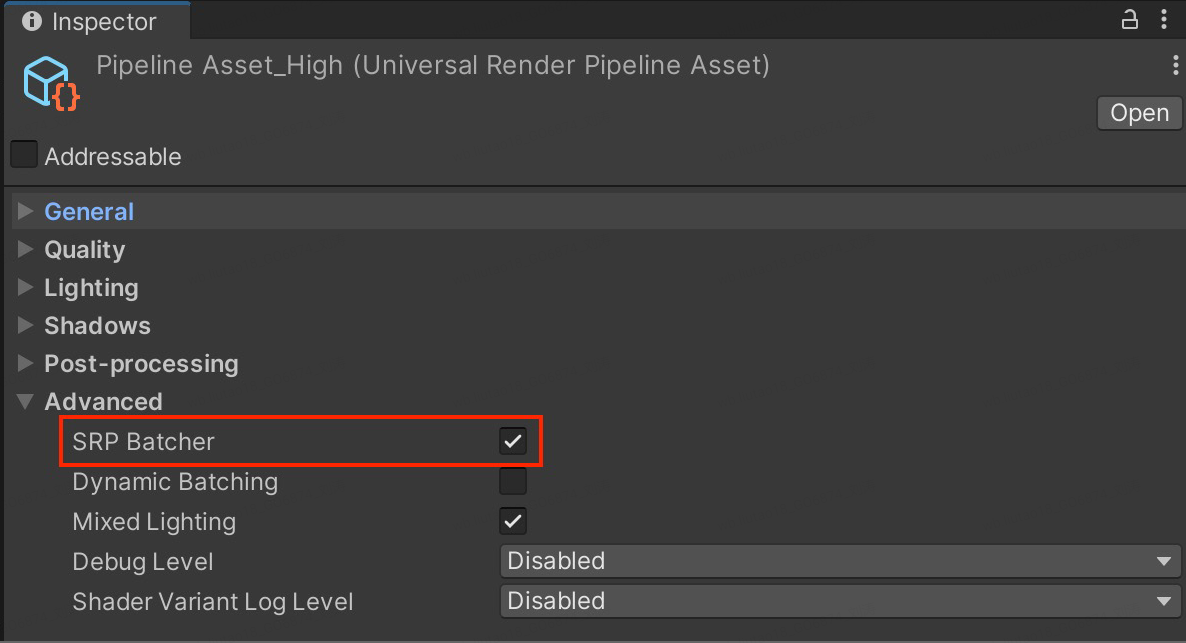 Inspector
Pipeline Asset_High (Universal Render Pipeline Asset)
Open
Addressable
General
Quality
Lighting
Shadows
Post-processing
Advanced
SRP Batcher
Dynamic Batching
Mixed Lighting
Debug Level Disabled
Shader Variant Log Level Disabled